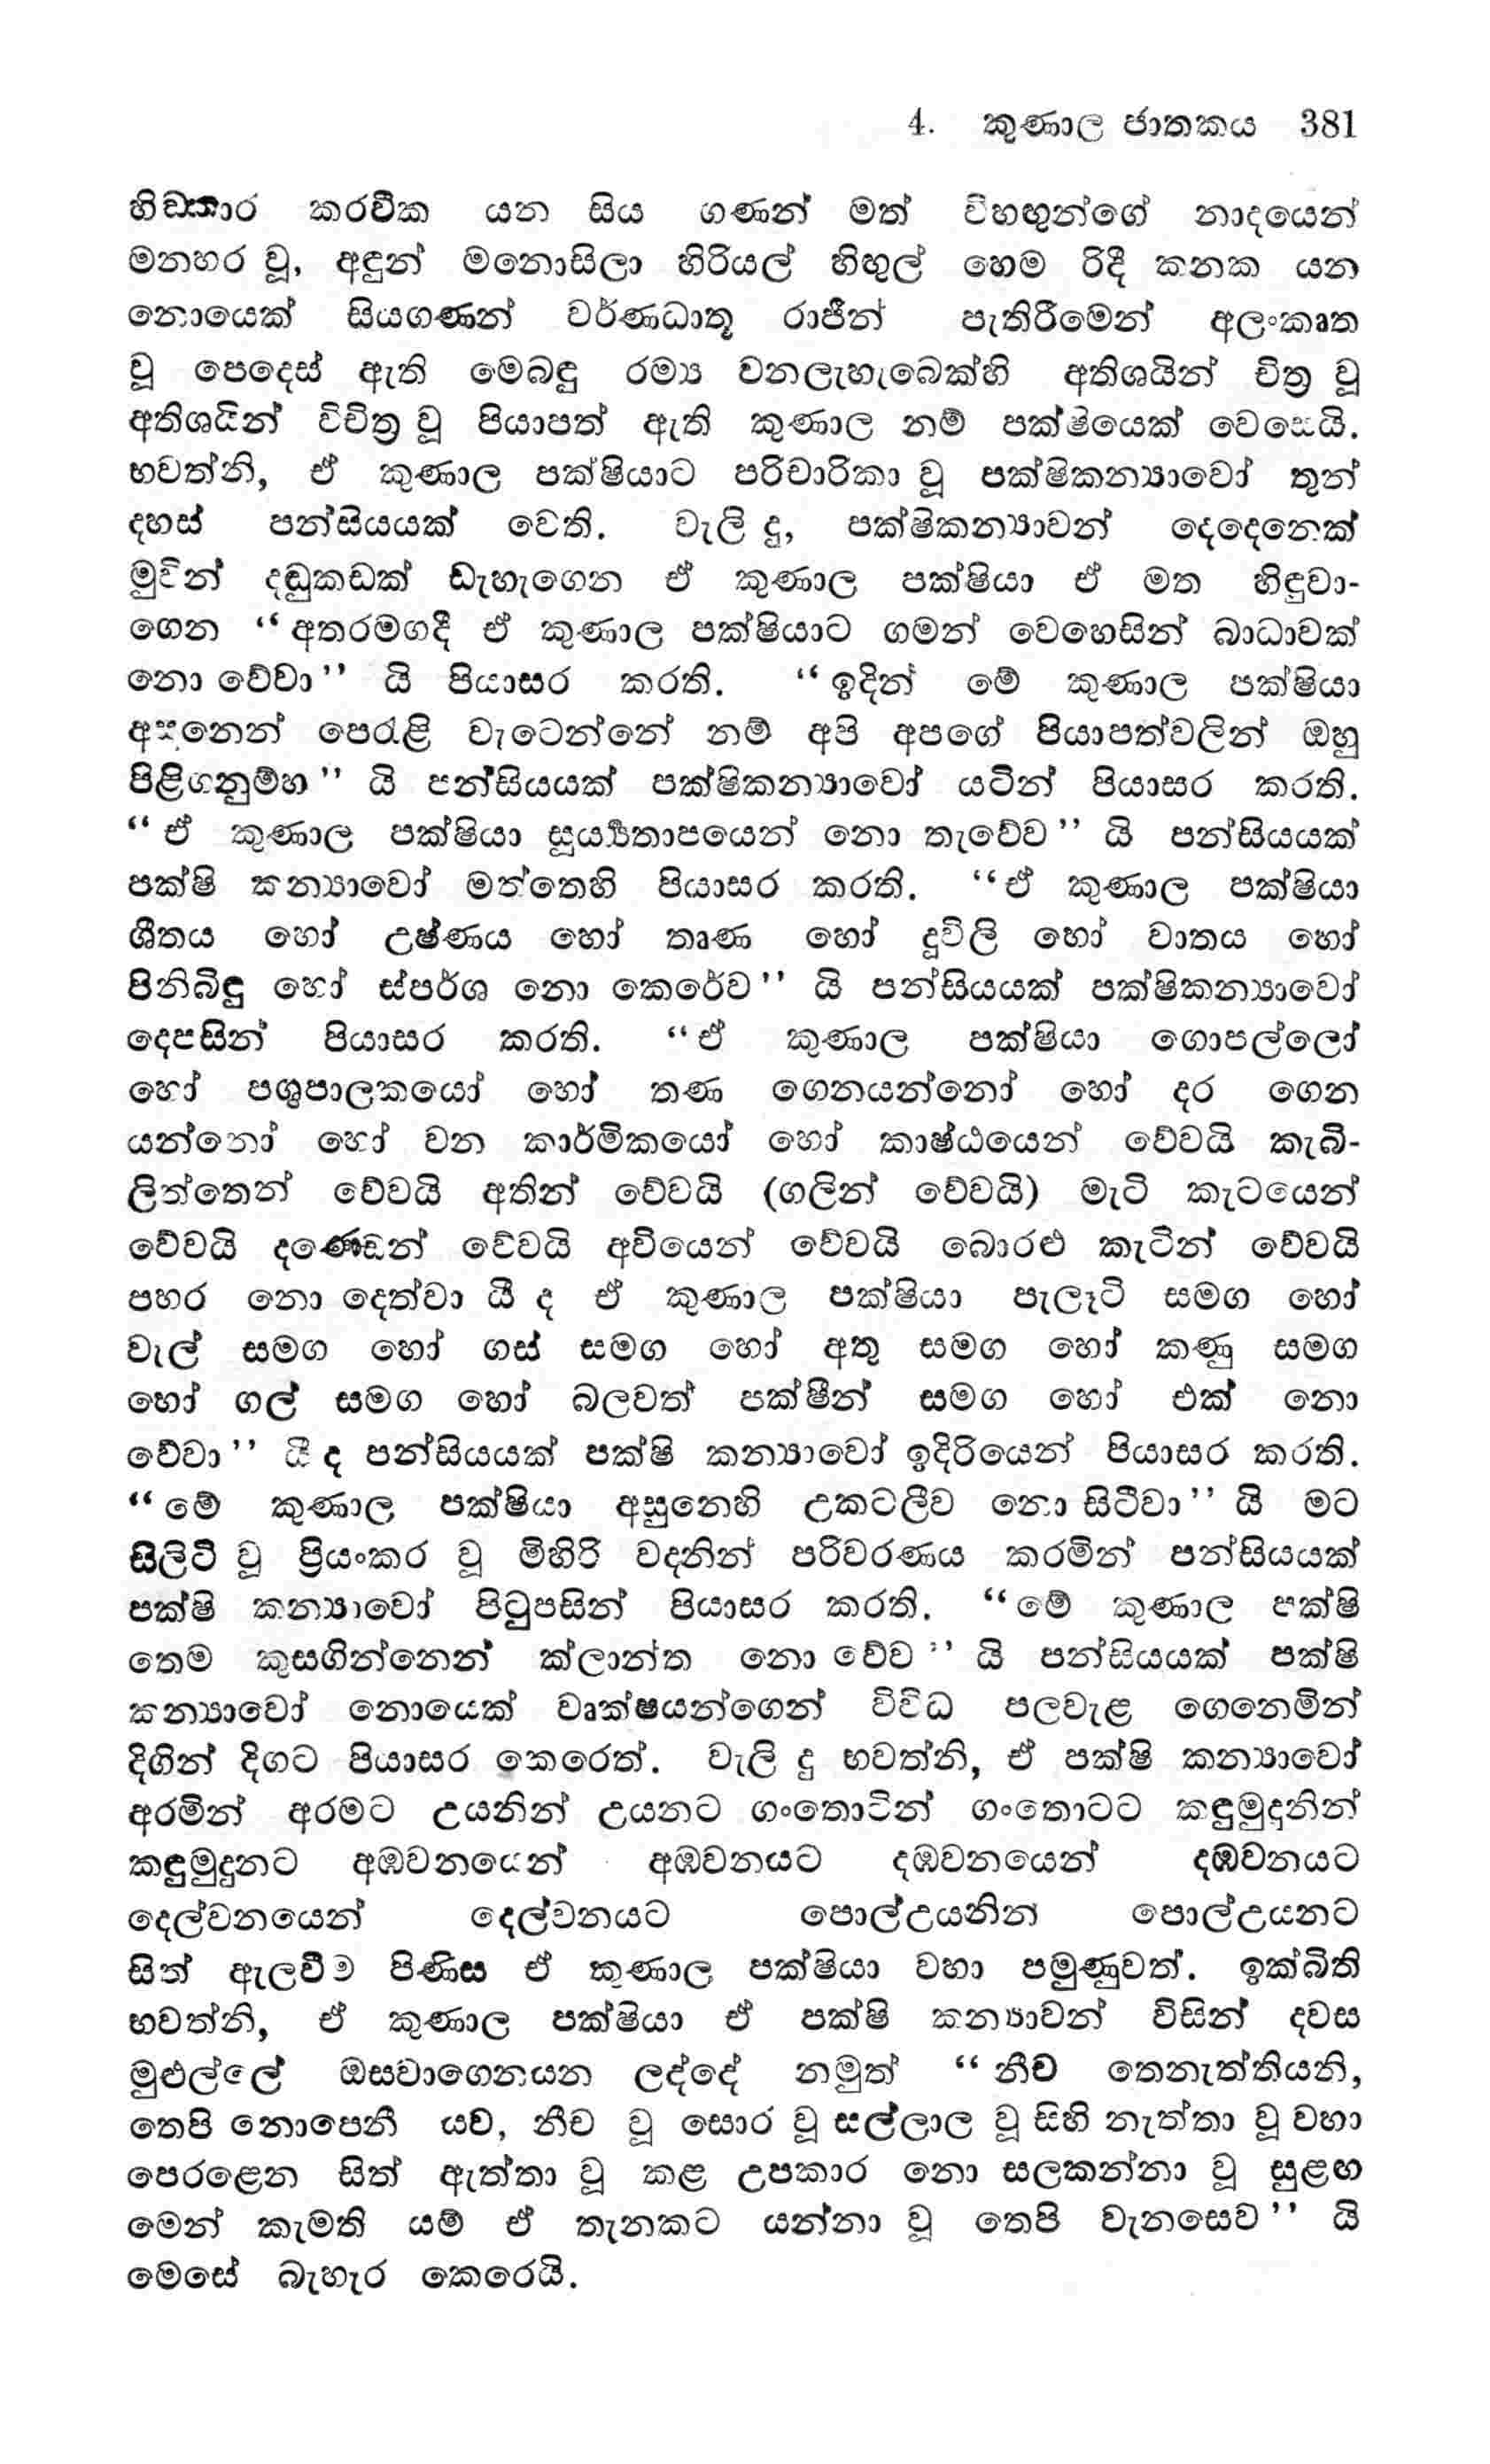 4. කුණාල ජාතකය 381
කරවීක යන සිය ගණන් මත් විහඟුන්ගේ නාදයෙන්
මනහර වූ, අඳුන් මනොසිලා හිරියල් හිඟුල් හෙම රිදී කනක යන
නොයෙක් සියගණන් වර්ණධාතු රාජීන් පැතිරීමෙන් අලංකෘත
වූ පෙදෙස් ඇති මෙබඳු රම්‍ය වනලැහැබෙක්හි අතිශයින් චිත්‍ර වූ
අතිශයින් විචිත්‍ර වූ පියාපත් ඇති කුණාල නම් පක්ෂියෙක් වෙසෙයි.
භවත්නි, ඒ කුණාල පක්ෂියාට පරිචාරිකා වූ පක්ෂිකන්‍යාවෝ තුන්
දහස් පන්සියයක් වෙති. වැලි දු, පක්ෂිකන්‍යාවන් දෙදෙනෙක්
මුවින් දඬුකඩක් ඩැහැගෙන ඒ කුණාල පක්ෂියා ඒ මත හිඳුවා-
ගෙන “අතරමගදී ඒ කුණාල පක්ෂියාට ගමන් වෙහෙසින් බාධාවක්
නො වේවා” යි පියාසර කරති. “ඉදින් මේ කුණාල පක්ෂියා
අසුනෙන් පෙරැළි වැටෙන්නේ නම් අපි අපගේ පියාපත්වලින් ඔහු
පිළිගනුම්හ” යි පන්සියයක් පක්ෂිකන්‍යාවෝ යටින් පියාසර කරති.
“ඒ කුණාල පක්ෂියා සූර්‍ය්‍යතාපයෙන් නො තැවේව” යි පන්සියයක්
පක්ෂි කන්‍යාවෝ මත්තෙහි පියාසර කරති. “ඒ කුණාල පක්ෂියා
ශීතය හෝ උෂ්ණය හෝ තෘණ හෝ දූවිලි හෝ වාතය හෝ
පිනිබිඳු හෝ ස්පර්ශ නො කෙරේව” යි පන්සියයක් පක්ෂිකන්‍යාවෝ
දෙපසින් පියාසර කරති. “ඒ කුණාල පක්ෂියා ගොපල්ලෝ
හෝ පශුපාලකයෝ හෝ තණ ගෙනයන්නෝ හෝ දර ගෙන
යන්නෝ හෝ වන කාර්මිකයෝ හෝ කාෂ්ඨයෙන් වේවයි කැබි-
ලිත්තෙන් වේවයි අතින් වේවයි (ගලින් වේවයි) මැටි කැටයෙන්
වේවයි දණ්ඩෙන් වේවයි අවියෙන් වේවයි බොරළු කැටින් වේවයි
පහර නො දෙත්වා යී ද ඒ කුණාල පක්ෂියා පැලෑටි සමග හෝ
වැල් සමග හෝ ගස් සමග හෝ අතු සමග හෝ කණු සමග
හෝ ගල් සමග හෝ බලවත් පක්ෂීන් සමග හෝ එක් නො
වේවා” යී ද පන්සියයක් පක්ෂි කන්‍යාවෝ ඉදිරියෙන් පියාසර කරති.
“මේ කුණාල පක්ෂියා අසුනෙහි උකටලීව නො සිටීවා” යි මට
සිලිටි වූ ප්‍රියංකර වූ මිහිරි වදනින් පරිවරණය කරමින් පන්සියයක්
පක්ෂි කන්‍යාවෝ පිටුපසින් පියාසර කරති. “මේ කුණාල පක්ෂි
තෙම කුසගින්නෙන් ක්ලාන්ත නො වේව” යි පන්සියයක් පක්ෂි
කන්‍යාවෝ නොයෙක් වෘක්ෂයන්ගෙන් විවිධ පලවැළ ගෙනෙමින්
දිගින් දිගට පියාසර කෙරෙත්. වැලි දු භවත්නි, ඒ පක්ෂි කන්‍යාවෝ
අරමින් අරමට උයනින් උයනට ගංතොටින් ගංතොටට කඳුමුදුනින්
කඳුමුදුනට අඹවනයෙන් අඹවනයට දඹවනයෙන් දඹවනයට
දෙල්වනයෙන් දෙල්වනයට පොල්උයනින පොල්උයනට
සිත් ඇලවීම පිණිස ඒ කුණාල පක්ෂියා වහා පමුණුවත්. ඉක්බිති
භවත්නි, ඒ කුණාල පක්ෂියා ඒ පක්ෂි කන්‍යාවන් විසින් දවස
මුළුල්ලේ ඔසවාගෙනයන ලද්දේ නමුත් “නීච තෙනැත්තියනි,
තෙපි නොපෙනී යව, නීච වූ සොර වූ සල්ලාල වූ සිහි නැත්තා වූ වහා
පෙරළෙන සිත් ඇත්තා වූ කළ උපකාර නො සලකන්නා වූ සුළඟ
මෙන් කැමති යම් ඒ තැනකට යන්නා වූ තෙපි වැනසෙව” යි
මෙසේ බැහැර කෙරෙයි.